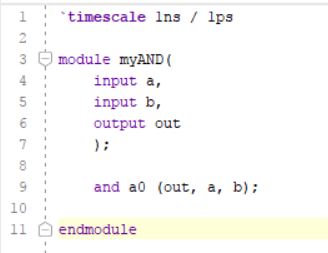 1 `timescale 1ns / 1ps
2
3 module myAND(
4 input a,
5 input b,
6 output out
7 );
8
9 and a0 (out, a, b);
10
11 endmodule